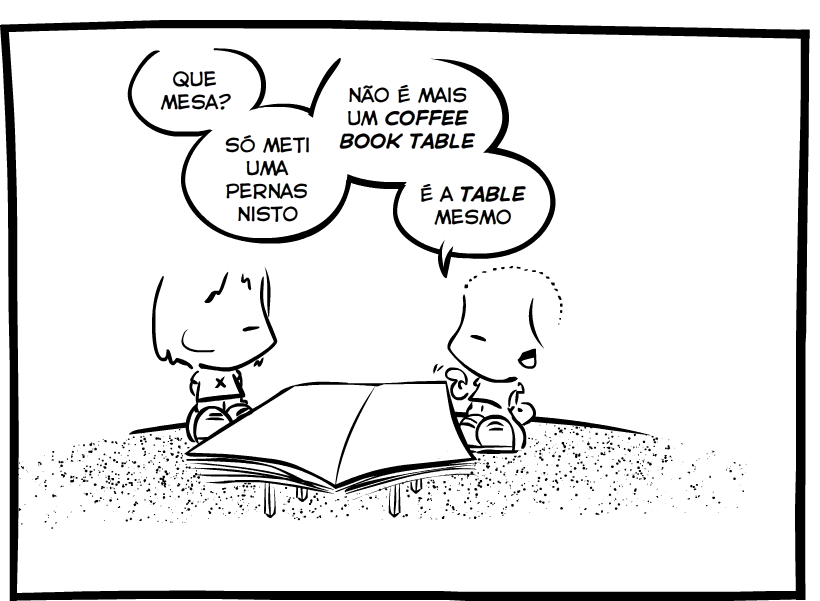 QUE
MESA?
SÓ METI
UMA
PERNAS
NISTO
NÃO É MAIS
UM COFFEE
BOOK TABLE
É A TABLE
MESMO